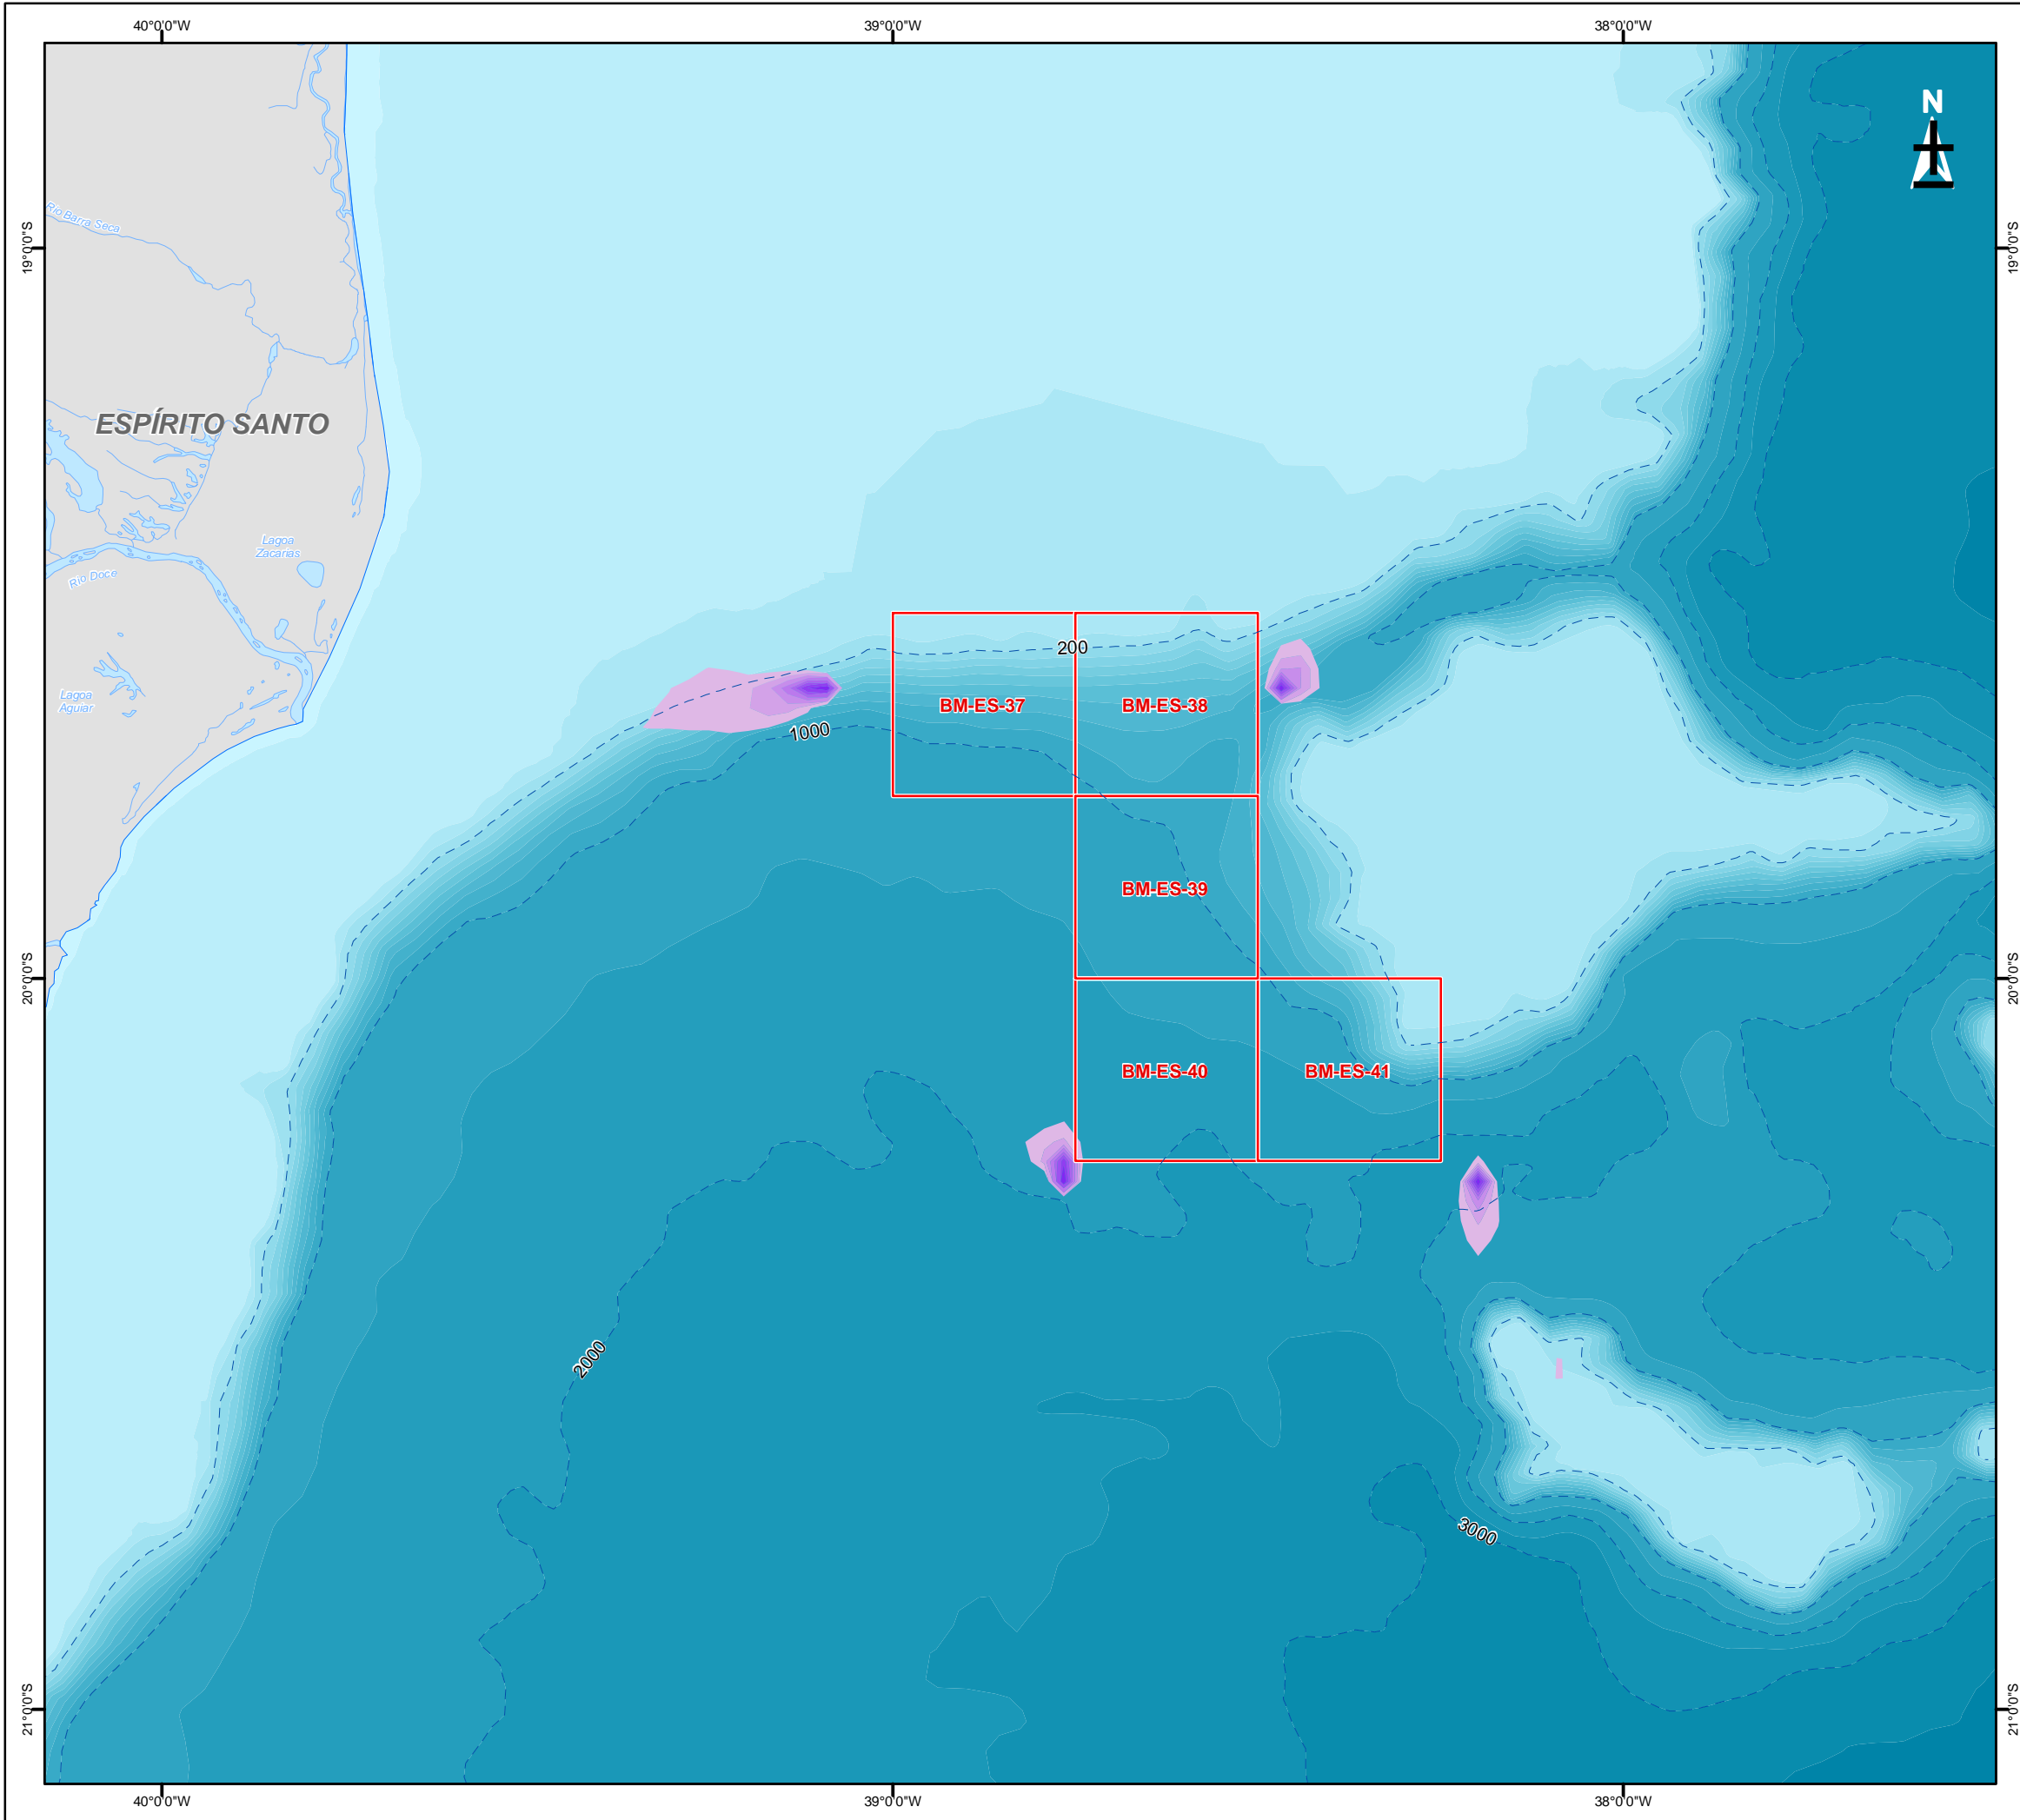 40°0'0"W
39°0'0"W
38°0'0"W
N
19°0'0"S
19°0'0"S
Rio Barra Seca
ESPÍRITO SANTO
Lagoa
Zacarias
Rio Doce
Lagoa
Aguiar
200
BM-ES-37
BM-ES-38
1000
BM-ES-39
20°0'0"S
20°0'0"S
BM-ES-40
BM-ES-41
2000
3000
21°0'0"S
21°0'0"S
40°0'0"W
39°0'0"W
38°0'0"W